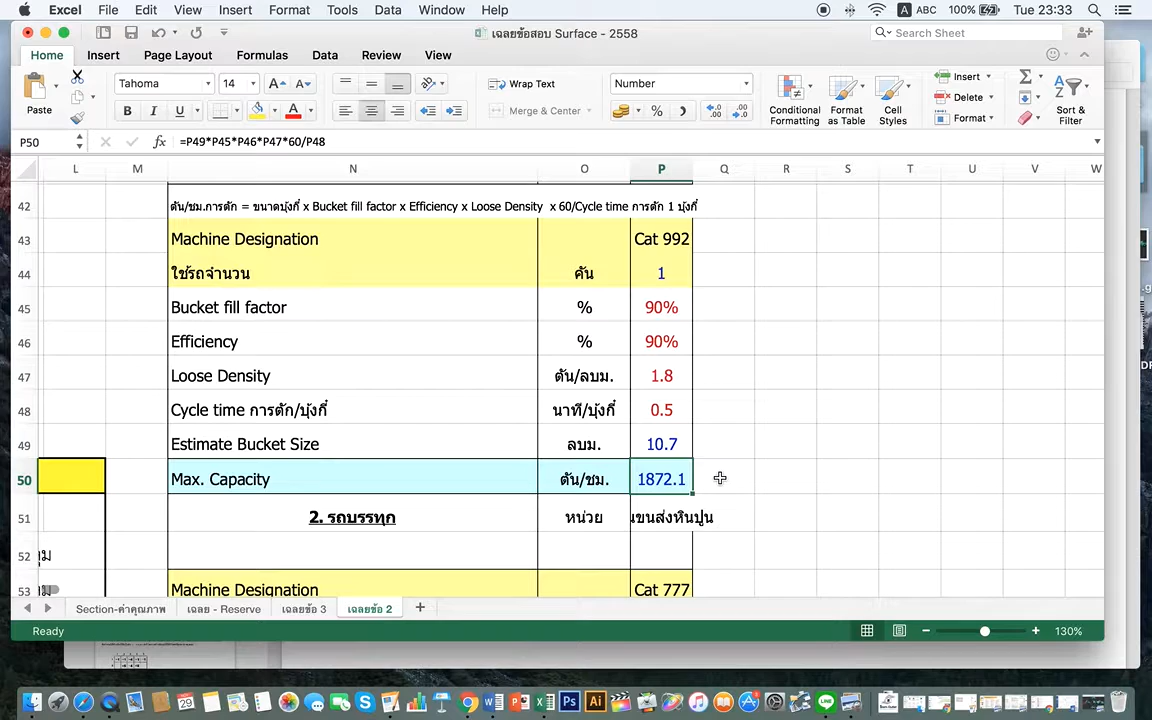 Excel File Edit View Insert Format Tools Data Window Help
ABC 100% Tue 23:33
เฉลยข้อสอบ Surface - 2558
Search Sheet
Home Insert Page Layout Formulas Data Review View
Paste
Tahoma 14
Wrap Text
Merge & Center
Number
Conditional Formatting
Format as Table
Cell Styles
Insert
Delete
Format
Sort & Filter
P50 fx =P49*P45*P46*P47*60/P48
L M N O P Q R S T U V W
42 ตัน/ชม.การตัก = ขนาดบุ้งกี๋ x Bucket fill factor x Efficiency x Loose Density x 60/Cycle time การตัก 1 บุ้งกี๋
43 Machine Designation Cat 992
44 ใช้รถจำนวน คัน 1
45 Bucket fill factor % 90%
46 Efficiency % 90%
47 Loose Density ตัน/ลบม. 1.8
48 Cycle time การตัก/บุ้งกี๋ นาที/บุ้งกี๋ 0.5
49 Estimate Bucket Size ลบม. 10.7
50 Max. Capacity ตัน/ชม. 1872.1
51 2. รถบรรทุก หน่วย นขนส่งหินปูน
52
53 Machine Designation Cat 777
Section-ค่าคุณภาพ เฉลย - Reserve เฉลยข้อ 3 เฉลยข้อ 2 +
Ready 130%